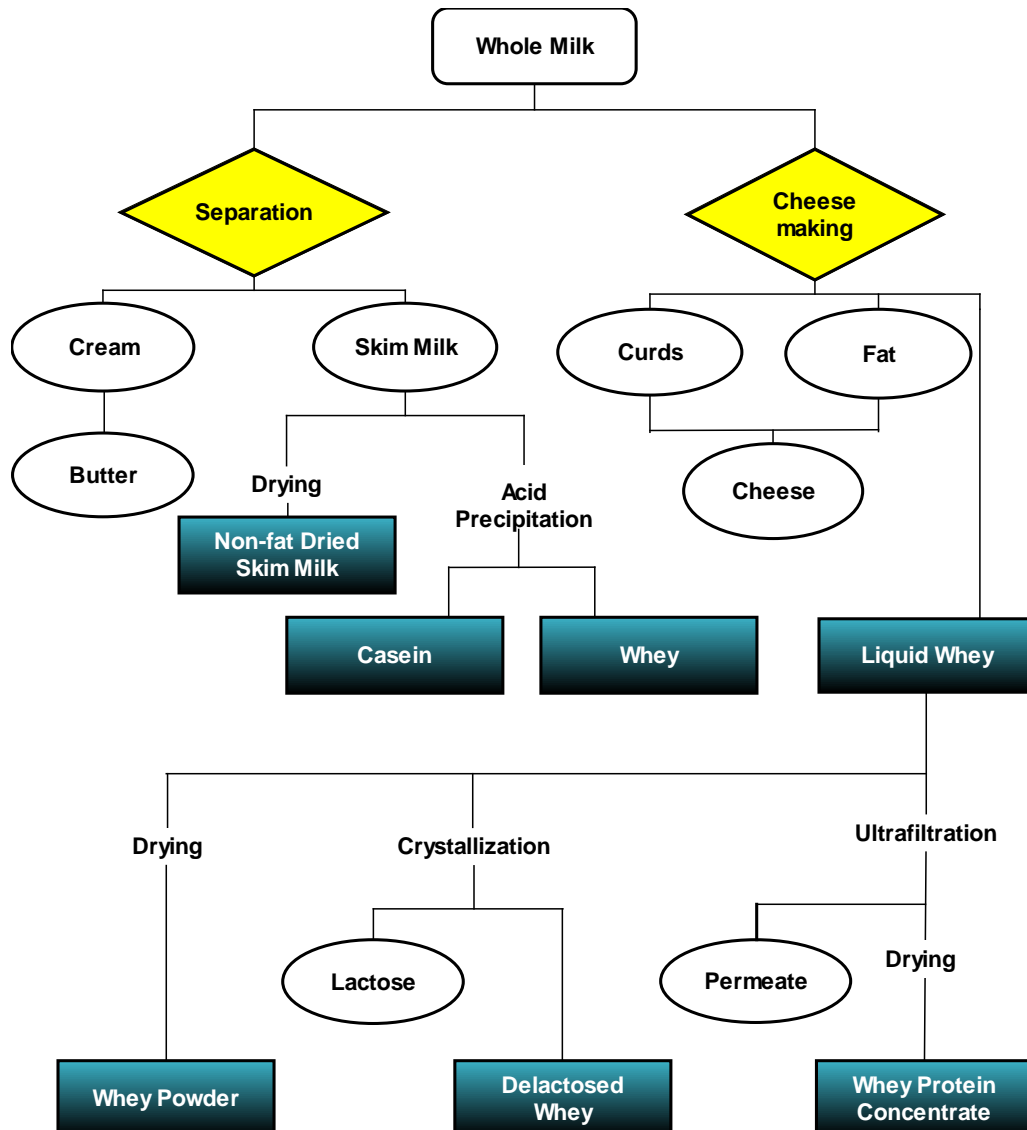 Whole Milk
Separation
Cheese
making
Cream
Skim Milk
Curds
Fat
Butter
Drying
Cheese
Acid
Precipitation
Non-fat Dried
Skim Milk
Casein
Whey
Liquid Whey
Drying
Crystallization
Ultrafiltration
Lactose
Permeate
Drying
Whey Powder
Delactosed
Whey
Whey Protein
Concentrate